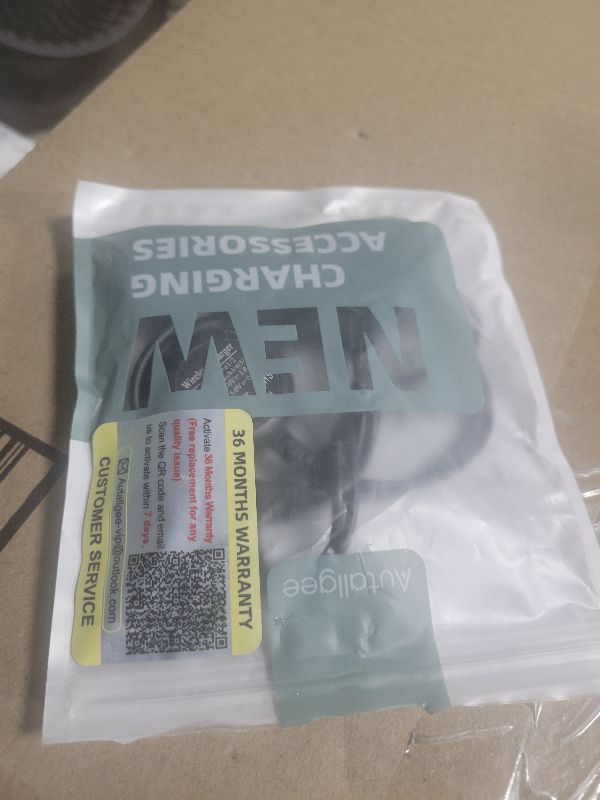 NEW
CHARGING
ACCESSORIES
Autallgee
36 MONTHS WARRANTY
Activate 36 Months Warranty
(Free replacement for any
quality issue)
Scan the QR code and email
us to activate within 7 days.
Autallgee-vip@outlook.com
CUSTOMER SERVICE